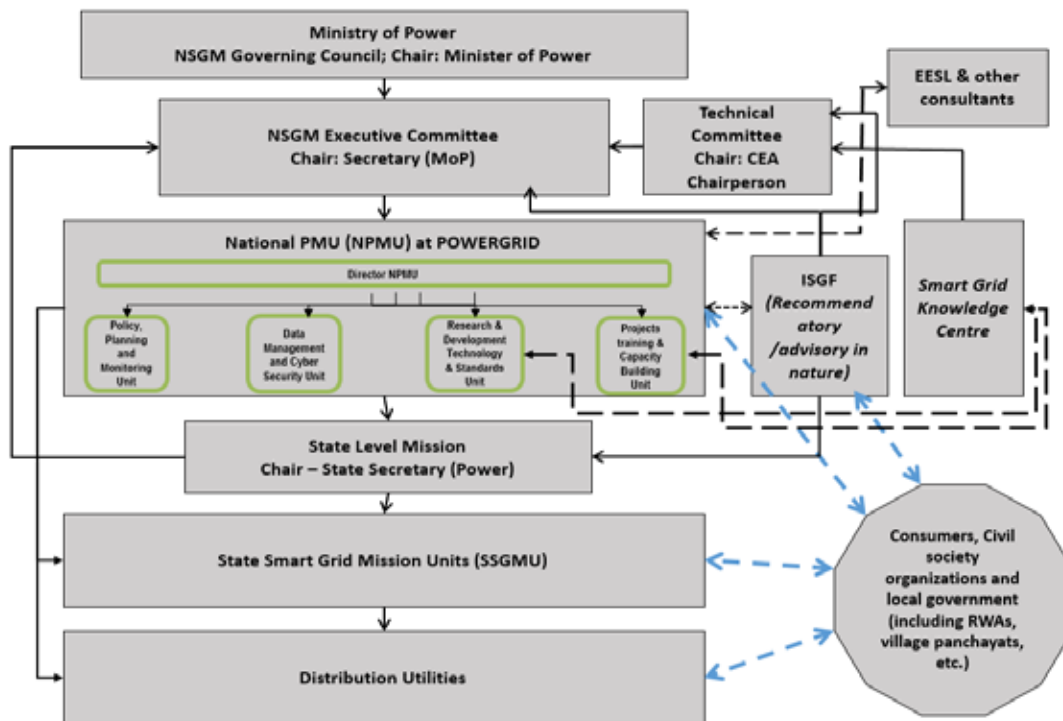 Ministry of Power
NSGM Governing Council; Chair: Minister of Power
EESL & other
consultants
NSGM Executive Committee
Chair: Secretary (MoP)
Technical
Committee
Chair: CEA
Chairperson
National PMU (NPMU) at POWERGRID
Director NPMU
Policy,
Planning
and
Monitoring
Unit
Data
Management
and Cyber
Security Unit
Research &
Development
Technology
& Standards
Unit
Projects
training &
Capacity
Building
Unit
ISGF
(Recommend
atory
/advisory in
nature)
Smart Grid
Knowledge
Centre
State Level Mission
Chair – State Secretary (Power)
State Smart Grid Mission Units (SSGMU)
Distribution Utilities
Consumers, Civil
society
organizations and
local government
(including RWAs,
village panchayats,
etc.)